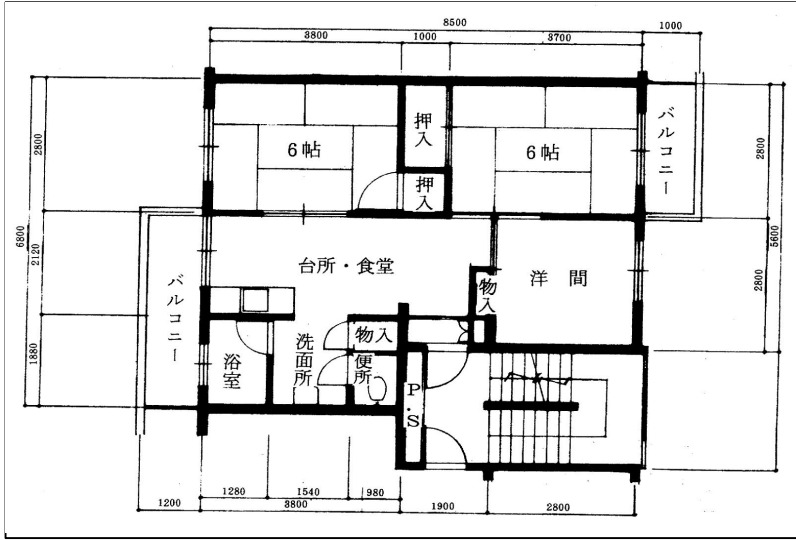 8500
3800
1000
3700
1000
2800
6800
2120
1880
2800
5600
2800
バルコニー
押入
6帖
6帖
押入
台所・食堂
洋間
物入
バルコニー
物入
洗面所
便所
浴室
P・S
1280
1540
980
1200
3800
1900
2800